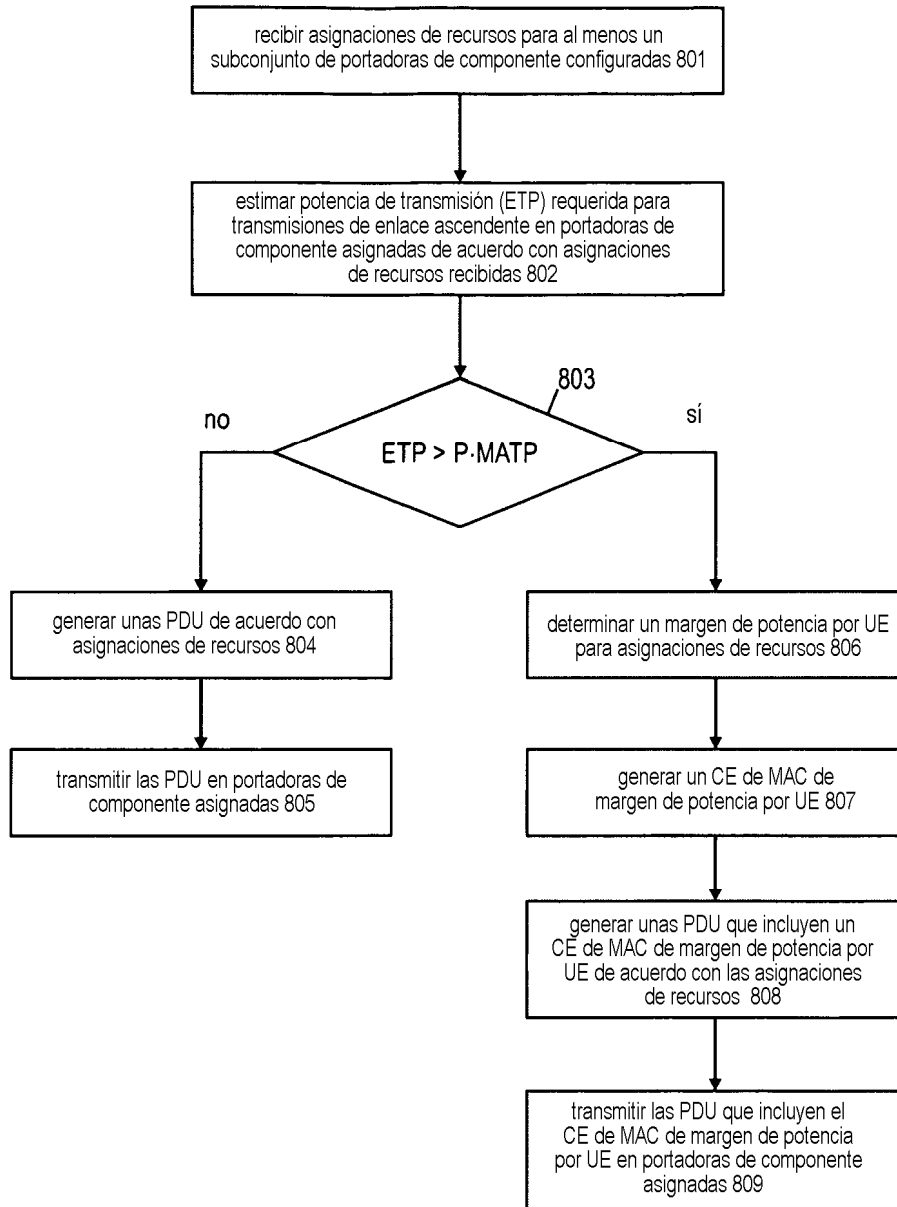 recibir asignaciones de recursos para al menos un
subconjunto de portadoras de componente configuradas 801
estimar potencia de transmisión (ETP) requerida para
transmisiones de enlace ascendente en portadoras de
componente asignadas de acuerdo con asignaciones
de recursos recibidas 802
803
no
sí
ETP > P·MATP
generar unas PDU de acuerdo con
asignaciones de recursos 804
transmitir las PDU en portadoras de
componente asignadas 805
determinar un margen de potencia por UE
para asignaciones de recursos 806
generar un CE de MAC de
margen de potencia por UE 807
generar unas PDU que incluyen un
CE de MAC de margen de potencia por
UE de acuerdo con las asignaciones
de recursos 808
transmitir las PDU que incluyen el
CE de MAC de margen de potencia
por UE en portadoras de componente
asignadas 809